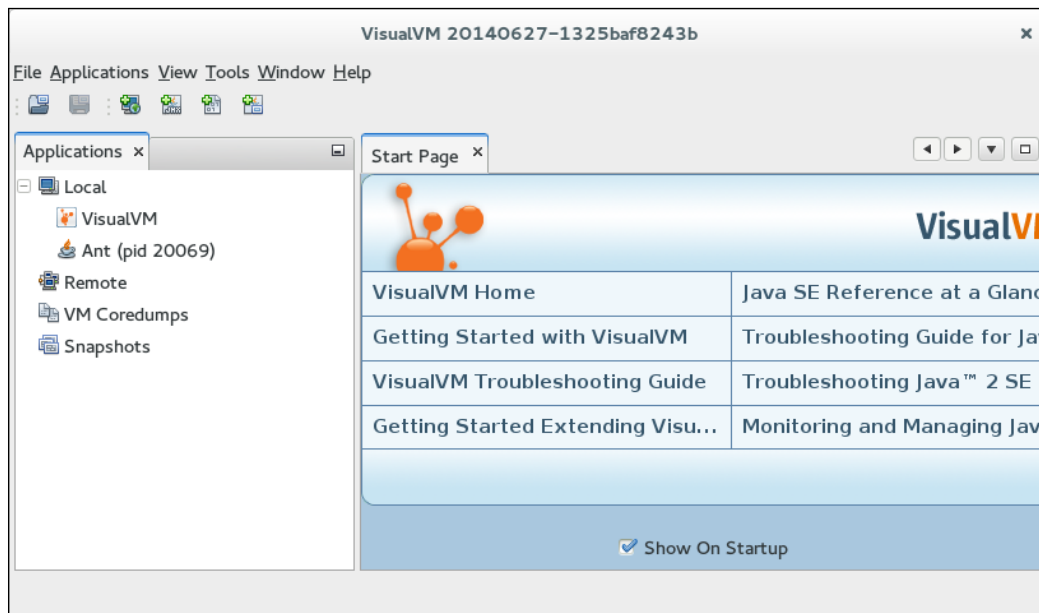 VisualVM 20140627-1325baf8243b
File Applications View Tools Window Help
Applications
Start Page
Local
VisualVM
Ant (pid 20069)
Remote
VM Coredumps
Snapshots
VisualVM
VisualVM Home
Java SE Reference at a Glanc
Getting Started with VisualVM
Troubleshooting Guide for Jav
VisualVM Troubleshooting Guide
Troubleshooting Java™ 2 SE
Getting Started Extending Visu...
Monitoring and Managing Jav
Show On Startup